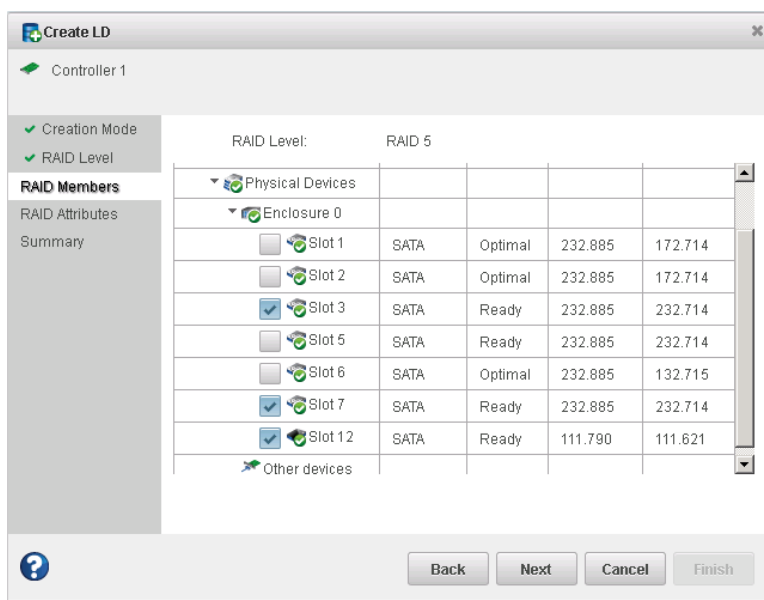 Create LD
Controller 1
Creation Mode
RAID Level
RAID Members
RAID Attributes
Summary
RAID Level: RAID 5
Physical Devices
Enclosure 0
Slot 1 SATA Optimal 232.885 172.714
Slot 2 SATA Optimal 232.885 172.714
Slot 3 SATA Ready 232.885 232.714
Slot 5 SATA Ready 232.885 232.714
Slot 6 SATA Optimal 232.885 132.715
Slot 7 SATA Ready 232.885 232.714
Slot 12 SATA Ready 111.790 111.621
Other devices
? Back Next Cancel Finish